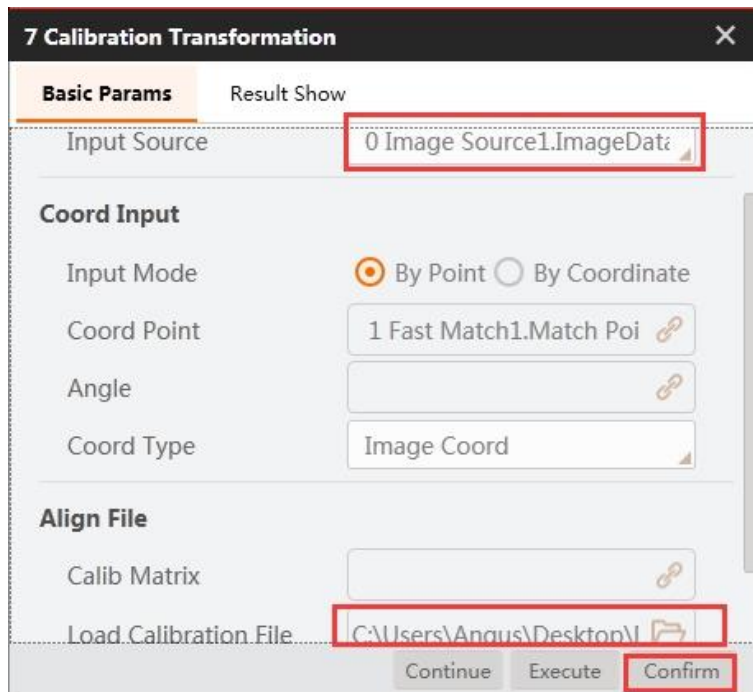 7 Calibration Transformation
Basic Params Result Show
Input Source 0 Image Source1.ImageData
Coord Input
Input Mode By Point By Coordinate
Coord Point 1 Fast Match1.Match Poi
Angle
Coord Type Image Coord
Align File
Calib Matrix
Load Calibration File C:\Users\Angus\Desktop\
Continue Execute Confirm